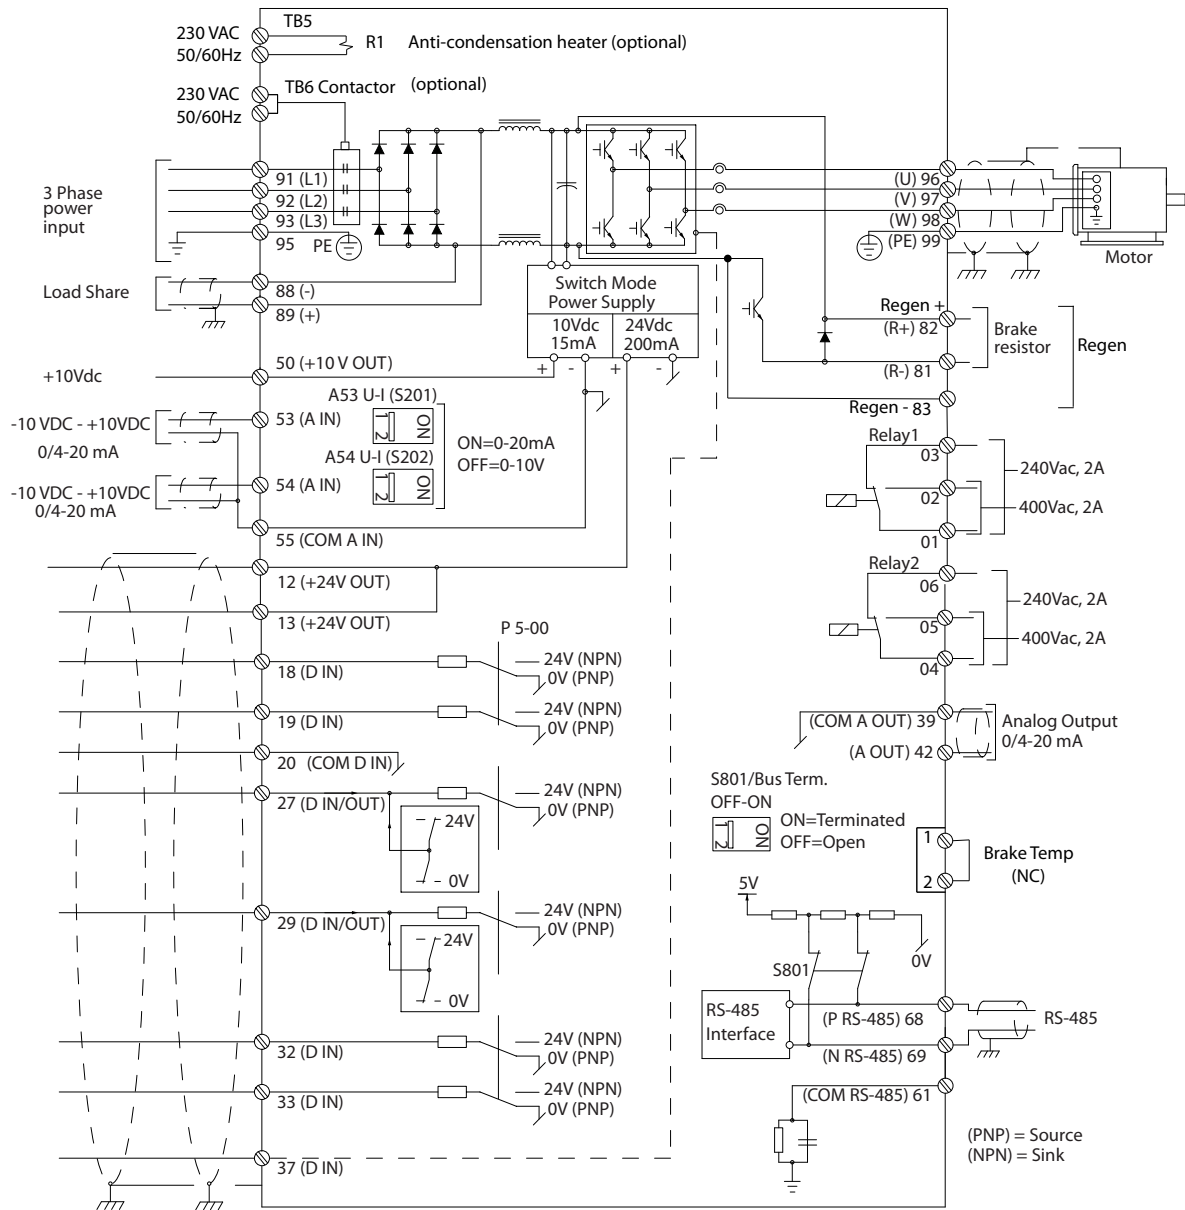 TB5
230 VAC
50/60Hz
R1
Anti-condensation heater (optional)
TB6 Contactor
(optional)
230 VAC
50/60Hz
3 Phase
power
input
91 (L1)
92 (L2)
93 (L3)
95
PE
(U) 96
(V) 97
(W) 98
(PE) 99
Motor
Load Share
88 (-)
89 (+)
Switch Mode
Power Supply
10Vdc
15mA
24Vdc
200mA
+
-
+
-
Regen +
(R+) 82
Brake
resistor
Regen
(R-) 81
Regen - 83
+10Vdc
50 (+10 V OUT)
A53 U-I (S201)
1 2
ON
-10 VDC - +10VDC
0/4-20 mA
53 (A IN)
ON=0-20mA
OFF=0-10V
A54 U-I (S202)
1 2
ON
-10 VDC - +10VDC
0/4-20 mA
54 (A IN)
55 (COM A IN)
Relay1
03
02
01
240Vac, 2A
400Vac, 2A
12 (+24V OUT)
13 (+24V OUT)
Relay2
06
05
04
240Vac, 2A
400Vac, 2A
P 5-00
18 (D IN)
24V (NPN)
0V (PNP)
19 (D IN)
24V (NPN)
0V (PNP)
20 (COM D IN)
27 (D IN/OUT)
24V (NPN)
0V (PNP)
24V
0V
29 (D IN/OUT)
24V (NPN)
0V (PNP)
24V
0V
32 (D IN)
24V (NPN)
0V (PNP)
33 (D IN)
24V (NPN)
0V (PNP)
37 (D IN)
(COM A OUT) 39
(A OUT) 42
Analog Output
0/4-20 mA
S801/Bus Term.
OFF-ON
1 2
ON
ON=Terminated
OFF=Open
1
2
Brake Temp
(NC)
5V
S801
0V
RS-485
Interface
(P RS-485) 68
(N RS-485) 69
RS-485
(COM RS-485) 61
(PNP) = Source
(NPN) = Sink